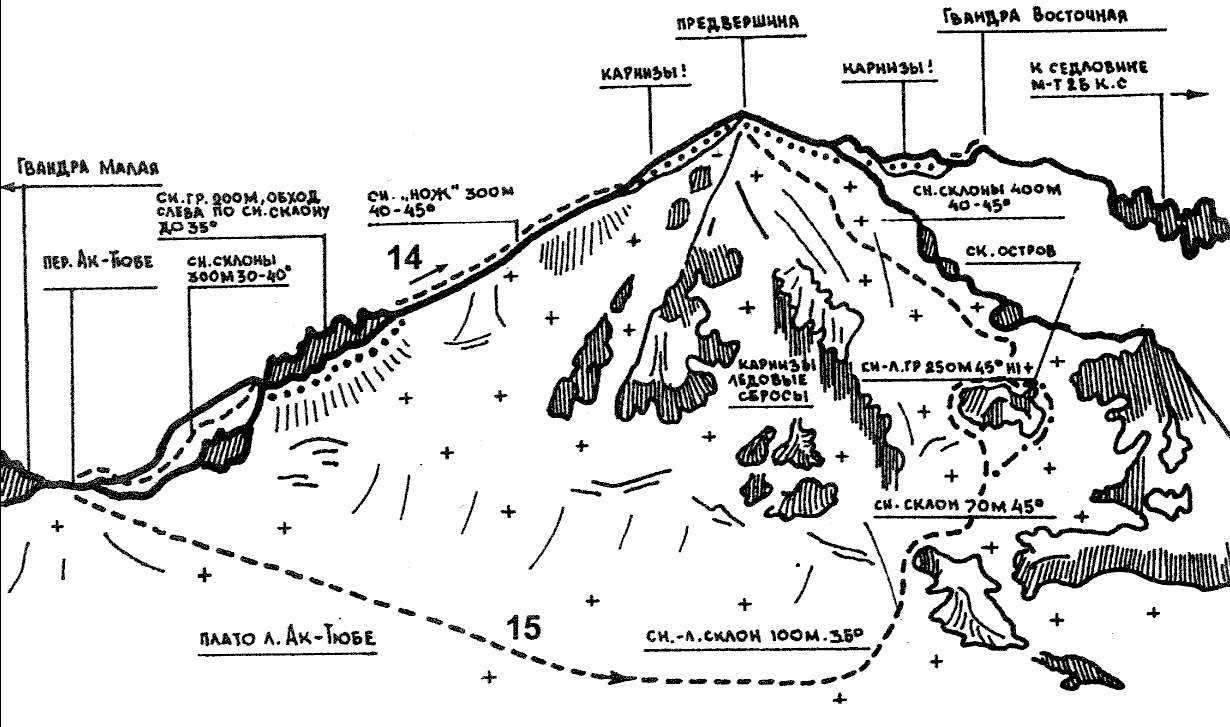 ПРЕДВЕРШИНА
ГВАНДРА ВОСТОЧНАЯ
КАРНИЗЫ!
КАРНИЗЫ!
К СЕДЛОВИНЕ
М-Т 2Б К.С
ГВАНДРА МАЛАЯ
СН. ГР. 200М, ОБХОД
СЛЕВА ПО СН. СКЛОНУ
ДО 35°
СН. „НОЖ" 300М
40-45°
СН. СКЛОНЫ 400М
40-45°
ПЕР. АК-ТЮБЕ
СН. СКЛОНЫ
300М 30-40°
14
СК. ОСТРОВ
КАРНИЗЫ
ЛЕДОВЫЕ
СБРОСЫ
СН-Л. ГР 250М 45° HI+
СН. СКЛОН 70М 45°
ПЛАТО Л. АК-ТЮБЕ
15
СН.-Л. СКЛОН 100М. 35°